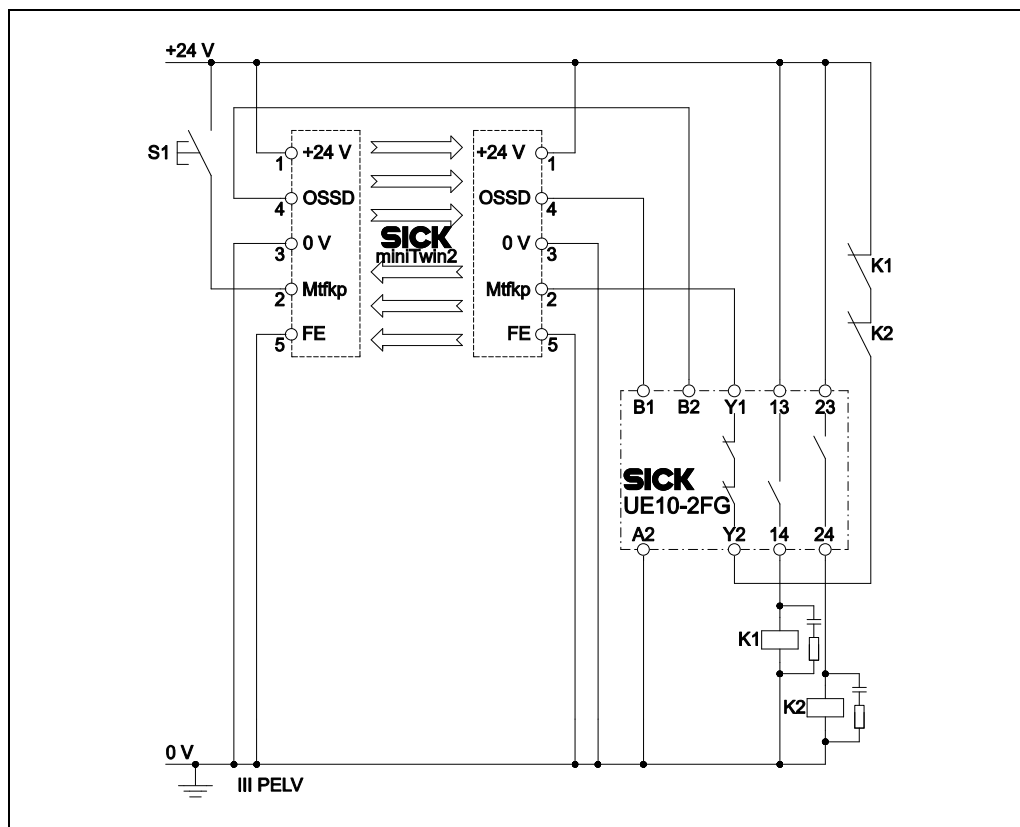 +24 V
S1
1 +24 V
4 OSSD
3 0 V
2 Mtfkp
5 FE
SICK
miniTwin2
+24 V 1
OSSD 4
0 V 3
Mtfkp 2
FE 5
K1
K2
B1 B2 Y1 13 23
SICK
UE10-2FG
A2 Y2 14 24
K1
K2
0 V
III PELV